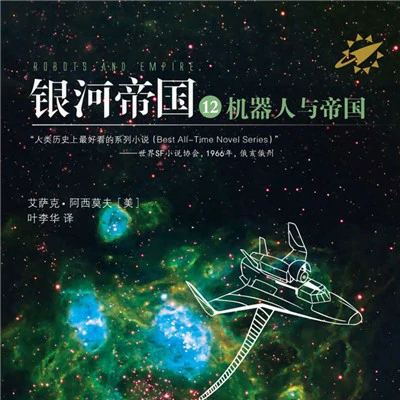 ROBOTS AND EMPIRE
银河帝国 12 机器人与帝国
“人类历史上最好看的系列小说（Best All-Time Novel Series）”
——世界SF小说协会，1966年，俄亥俄州
艾萨克·阿西莫夫［美］
叶李华 译